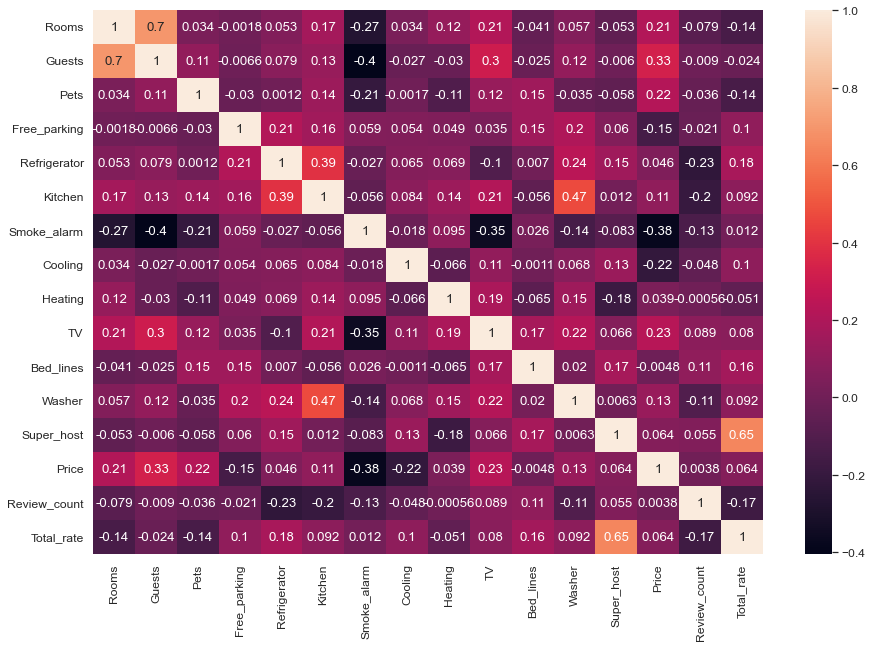 Rooms 1 0.7 0.034 -0.0018 0.053 0.17 -0.27 0.034 0.12 0.21 -0.041 0.057 -0.053 0.21 -0.079 -0.14
Guests 0.7 1 0.11 -0.0066 0.079 0.13 -0.4 -0.027 -0.03 0.3 -0.025 0.12 -0.006 0.33 -0.009 -0.024
Pets 0.034 0.11 1 -0.03 0.0012 0.14 -0.21 -0.0017 -0.11 0.12 0.15 -0.035 -0.058 0.22 -0.036 -0.14
Free_parking -0.0018 -0.0066 -0.03 1 0.21 0.16 0.059 0.054 0.049 0.035 0.15 0.2 0.06 -0.15 -0.021 0.1
Refrigerator 0.053 0.079 0.0012 0.21 1 0.39 -0.027 0.065 0.069 -0.1 0.007 0.24 0.15 0.046 -0.23 0.18
Kitchen 0.17 0.13 0.14 0.16 0.39 1 -0.056 0.084 0.14 0.21 -0.056 0.47 0.012 0.11 -0.2 0.092
Smoke_alarm -0.27 -0.4 -0.21 0.059 -0.027 -0.056 1 -0.018 0.095 -0.35 0.026 -0.14 -0.083 -0.38 -0.13 0.012
Cooling 0.034 -0.027 -0.0017 0.054 0.065 0.084 -0.018 1 -0.066 0.11 -0.0011 0.068 0.13 -0.22 -0.048 0.1
Heating 0.12 -0.03 -0.11 0.049 0.069 0.14 0.095 -0.066 1 0.19 -0.065 0.15 -0.18 0.039 -0.00056 -0.051
TV 0.21 0.3 0.12 0.035 -0.1 0.21 -0.35 0.11 0.19 1 0.17 0.22 0.066 0.23 0.089 0.08
Bed_lines -0.041 -0.025 0.15 0.15 0.007 -0.056 0.026 -0.0011 -0.065 0.17 1 0.02 0.17 -0.0048 0.11 0.16
Washer 0.057 0.12 -0.035 0.2 0.24 0.47 -0.14 0.068 0.15 0.22 0.02 1 0.0063 0.13 -0.11 0.092
Super_host -0.053 -0.006 -0.058 0.06 0.15 0.012 -0.083 0.13 -0.18 0.066 0.17 0.0063 1 0.064 0.055 0.65
Price 0.21 0.33 0.22 -0.15 0.046 0.11 -0.38 -0.22 0.039 0.23 -0.0048 0.13 0.064 1 0.0038 0.064
Review_count -0.079 -0.009 -0.036 -0.021 -0.23 -0.2 -0.13 -0.048 -0.00056 0.089 0.11 -0.11 0.055 0.0038 1 -0.17
Total_rate -0.14 -0.024 -0.14 0.1 0.18 0.092 0.012 0.1 -0.051 0.08 0.16 0.092 0.65 0.064 -0.17 1
Rooms
Guests
Pets
Free_parking
Refrigerator
Kitchen
Smoke_alarm
Cooling
Heating
TV
Bed_lines
Washer
Super_host
Price
Review_count
Total_rate
1.0
0.8
0.6
0.4
0.2
0.0
−0.2
−0.4